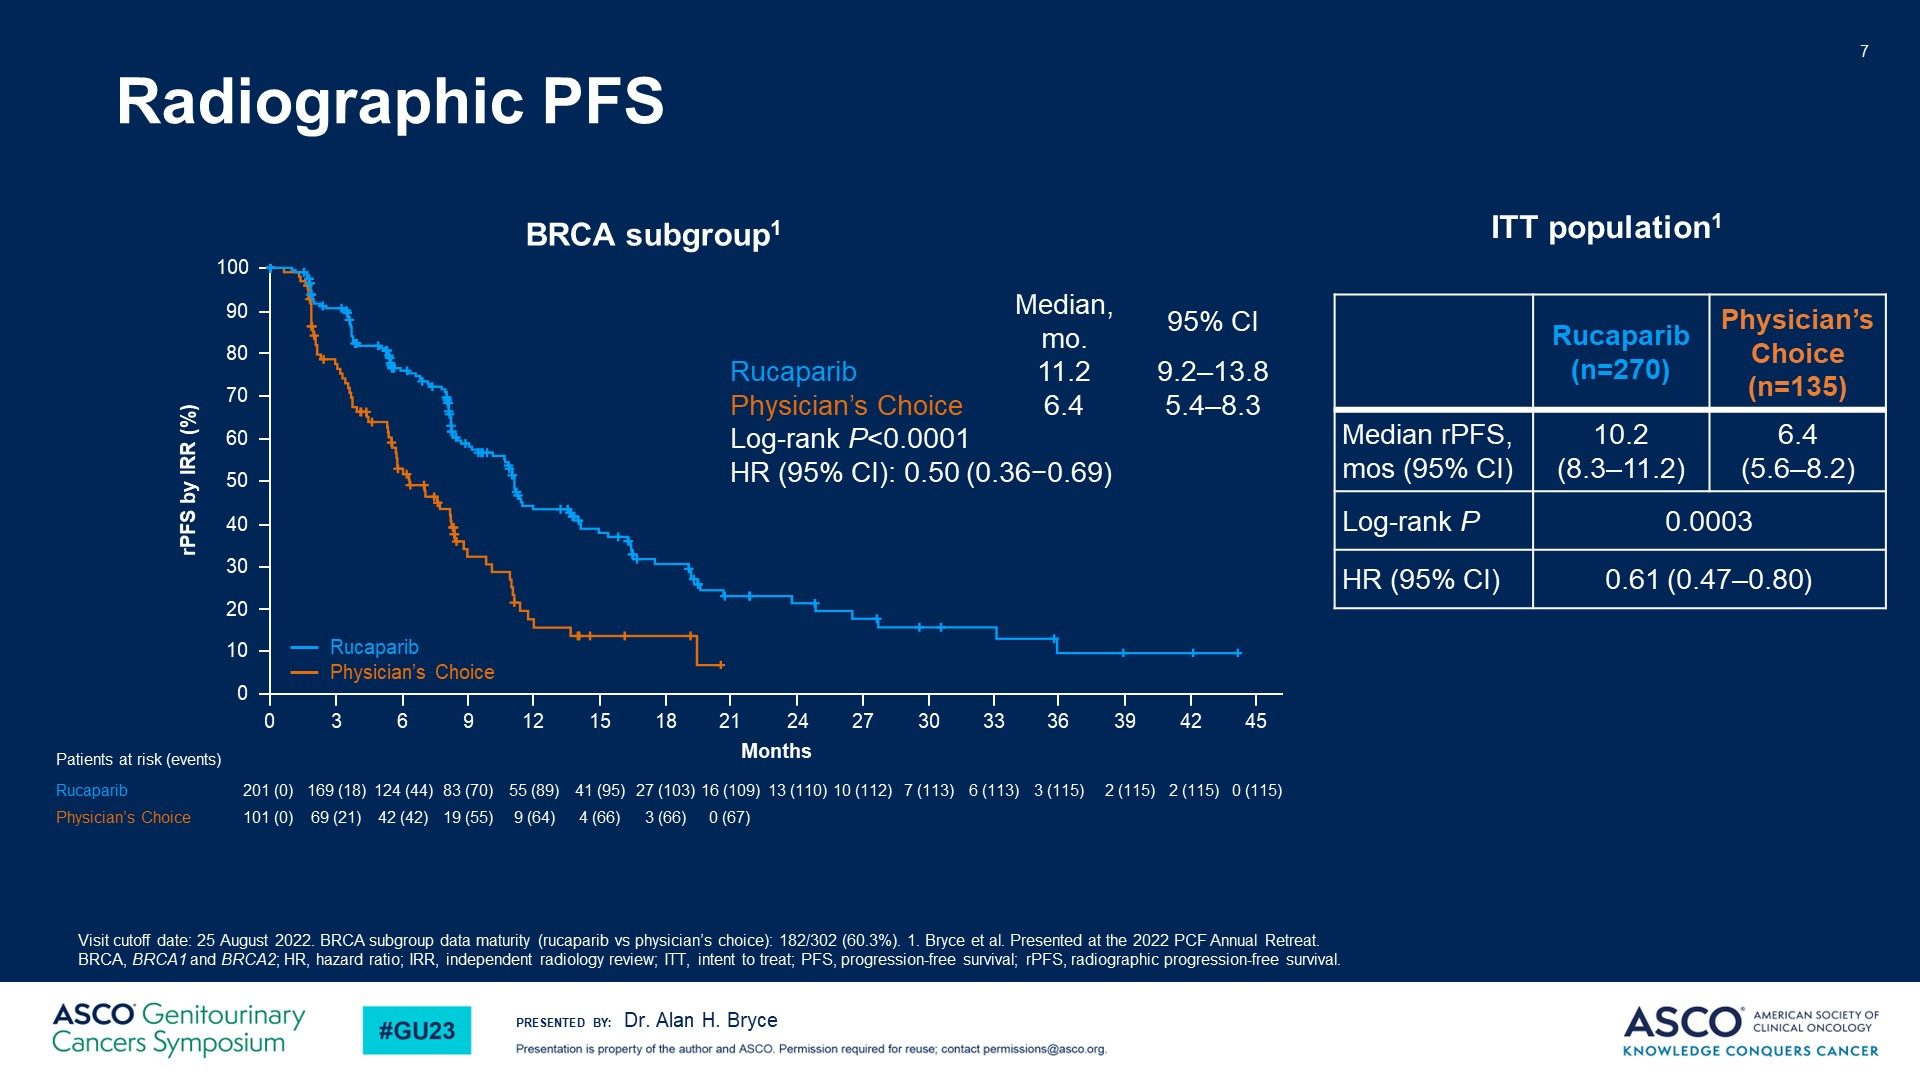 7
Radiographic PFS
BRCA subgroup1
100
90
80
70
60
50
40
30
20
10
0
rPFS by IRR (%)
Median, mo.
95% CI
Rucaparib 11.2 9.2–13.8
Physician’s Choice 6.4 5.4–8.3
Log-rank P<0.0001
HR (95% CI): 0.50 (0.36−0.69)
Rucaparib
Physician’s Choice
0 3 6 9 12 15 18 21 24 27 30 33 36 39 42 45
Months
Patients at risk (events)
Rucaparib 201 (0) 169 (18) 124 (44) 83 (70) 55 (89) 41 (95) 27 (103) 16 (109) 13 (110) 10 (112) 7 (113) 6 (113) 3 (115) 2 (115) 2 (115) 0 (115)
Physician’s Choice 101 (0) 69 (21) 42 (42) 19 (55) 9 (64) 4 (66) 3 (66) 0 (67)
ITT population1
Rucaparib (n=270)
Physician’s Choice (n=135)
Median rPFS, mos (95% CI) 10.2 (8.3–11.2) 6.4 (5.6–8.2)
Log-rank P 0.0003
HR (95% CI) 0.61 (0.47–0.80)
Visit cutoff date: 25 August 2022. BRCA subgroup data maturity (rucaparib vs physician’s choice): 182/302 (60.3%). 1. Bryce et al. Presented at the 2022 PCF Annual Retreat.
BRCA, BRCA1 and BRCA2; HR, hazard ratio; IRR, independent radiology review; ITT, intent to treat; PFS, progression-free survival; rPFS, radiographic progression-free survival.
ASCO® Genitourinary
Cancers Symposium
#GU23
PRESENTED BY: Dr. Alan H. Bryce
Presentation is property of the author and ASCO. Permission required for reuse; contact permissions@asco.org.
ASCO® AMERICAN SOCIETY OF
CLINICAL ONCOLOGY
KNOWLEDGE CONQUERS CANCER